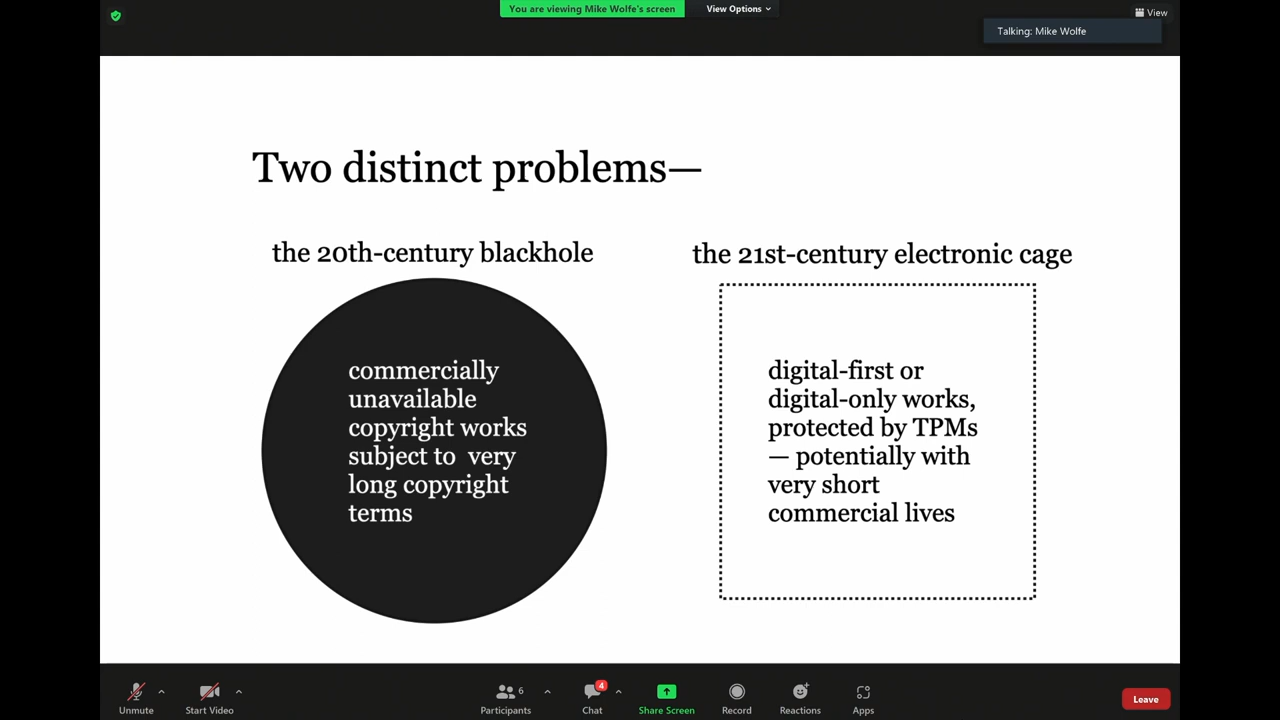 You are viewing Mike Wolfe's screen
View Options
View
Talking: Mike Wolfe
Two distinct problems—
the 20th-century blackhole
commercially
unavailable
copyright works
subject to  very
long copyright
terms
the 21st-century electronic cage
digital-first or
digital-only works,
protected by TPMs
— potentially with
very short
commercial lives
Unmute
Start Video
6
Participants
4
Chat
Share Screen
Record
Reactions
Apps
Leave